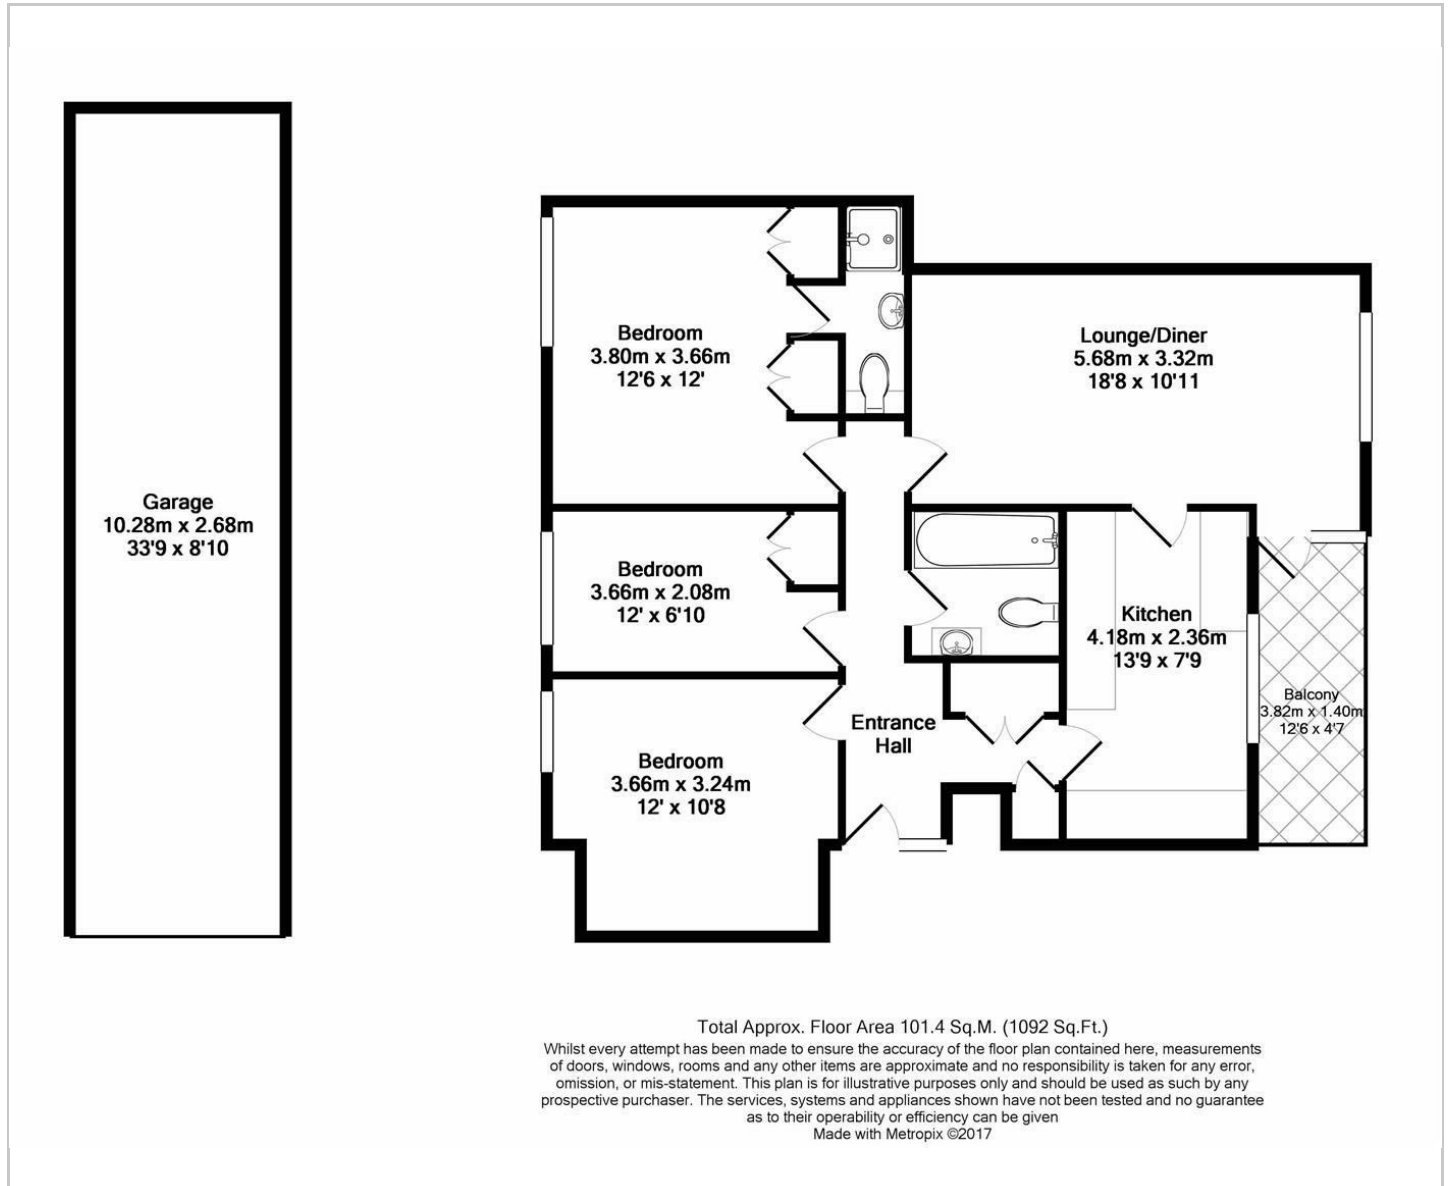 Bedroom
3.80m x 3.66m
12'6 x 12'
Lounge/Diner
5.68m x 3.32m
18'8 x 10'11
Garage
10.28m x 2.68m
33'9 x 8'10
Bedroom
3.66m x 2.08m
12' x 6'10
Kitchen
4.18m x 2.36m
13'9 x 7'9
Balcony
3.82m x 1.40m
12'6 x 4'7
Entrance
Hall
Bedroom
3.66m x 3.24m
12' x 10'8
Total Approx. Floor Area 101.4 Sq.M. (1092 Sq.Ft.)
Whilst every attempt has been made to ensure the accuracy of the floor plan contained here, measurements
of doors, windows, rooms and any other items are approximate and no responsibility is taken for any error,
omission, or mis-statement. This plan is for illustrative purposes only and should be used as such by any
prospective purchaser. The services, systems and appliances shown have not been tested and no guarantee
as to their operability or efficiency can be given
Made with Metropix ©2017